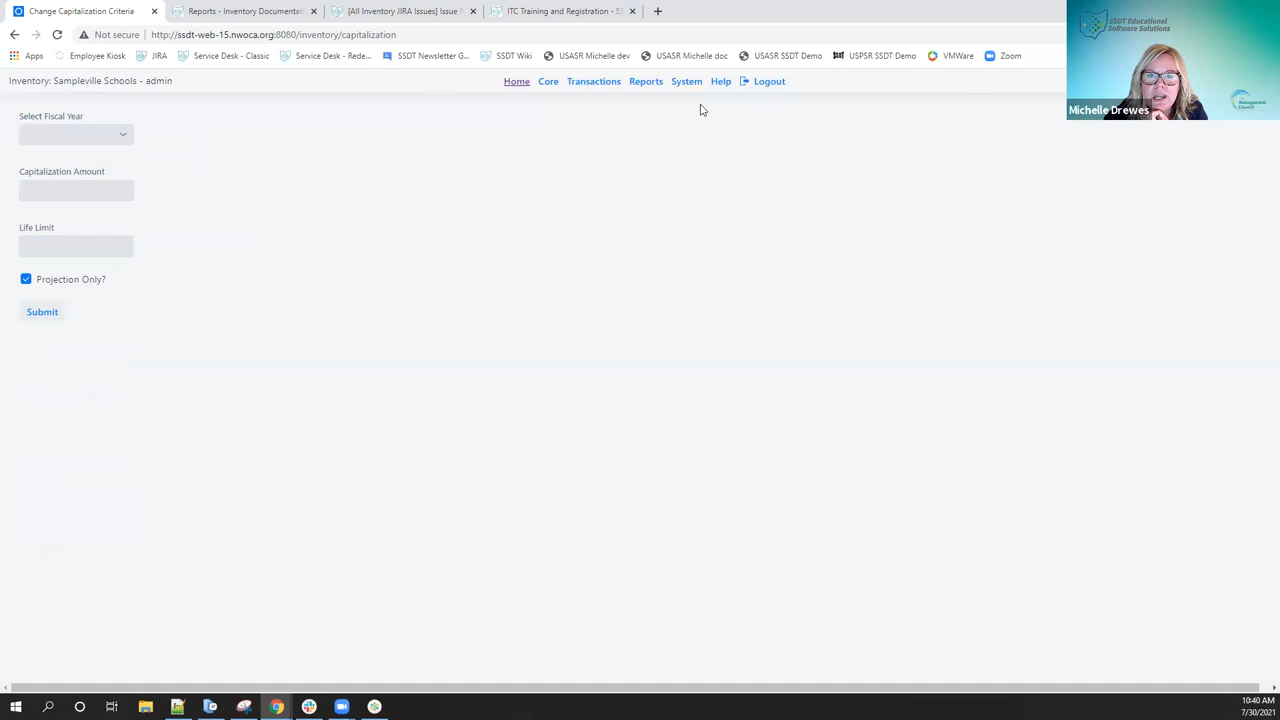 Change Capitalization Criteria
Reports - Inventory Documentat
[All Inventory JIRA Issues] Issue
ITC Training and Registration - SS
Not secure
http://ssdt-web-15.nwoca.org:8080/inventory/capitalization
Apps
Employee Kiosk
JIRA
Service Desk - Classic
Service Desk - Rede...
SSDT Newsletter G...
SSDT Wiki
USASR Michelle dev
USASR Michelle doc
USASR SSDT Demo
USPSR SSDT Demo
VMWare
Zoom
Inventory: Sampleville Schools - admin
Home
Core
Transactions
Reports
System
Help
Logout
Select Fiscal Year
Capitalization Amount
Life Limit
Projection Only?
Submit
SSDT Educational
Software Solutions
Management
Council
Michelle Drewes
10:40 AM
7/30/2021